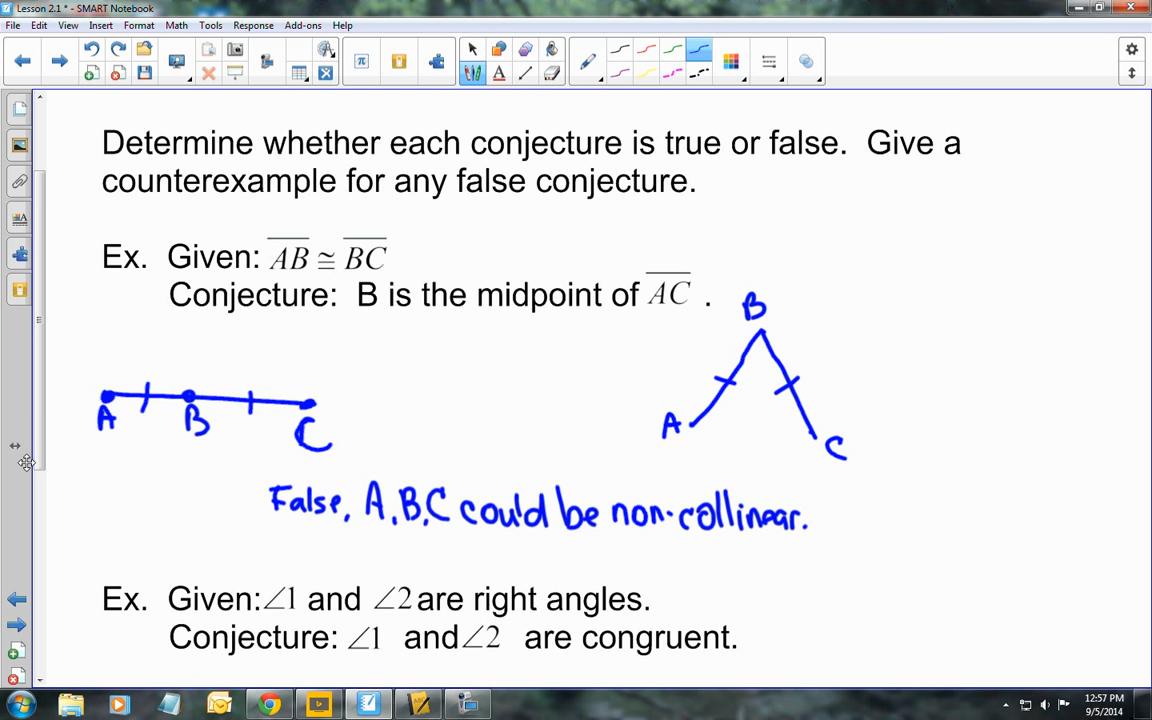 Lesson 2.1 * - SMART Notebook
File Edit View Insert Format Math Tools Response Add-ons Help
Determine whether each conjecture is true or false. Give a
counterexample for any false conjecture.
Ex. Given: AB ≅ BC
Conjecture: B is the midpoint of AC .
B
A B C
A C
False, A,B,C could be non-collinear.
Ex. Given: ∠1 and ∠2 are right angles.
Conjecture: ∠1 and ∠2 are congruent.
12:57 PM
9/5/2014